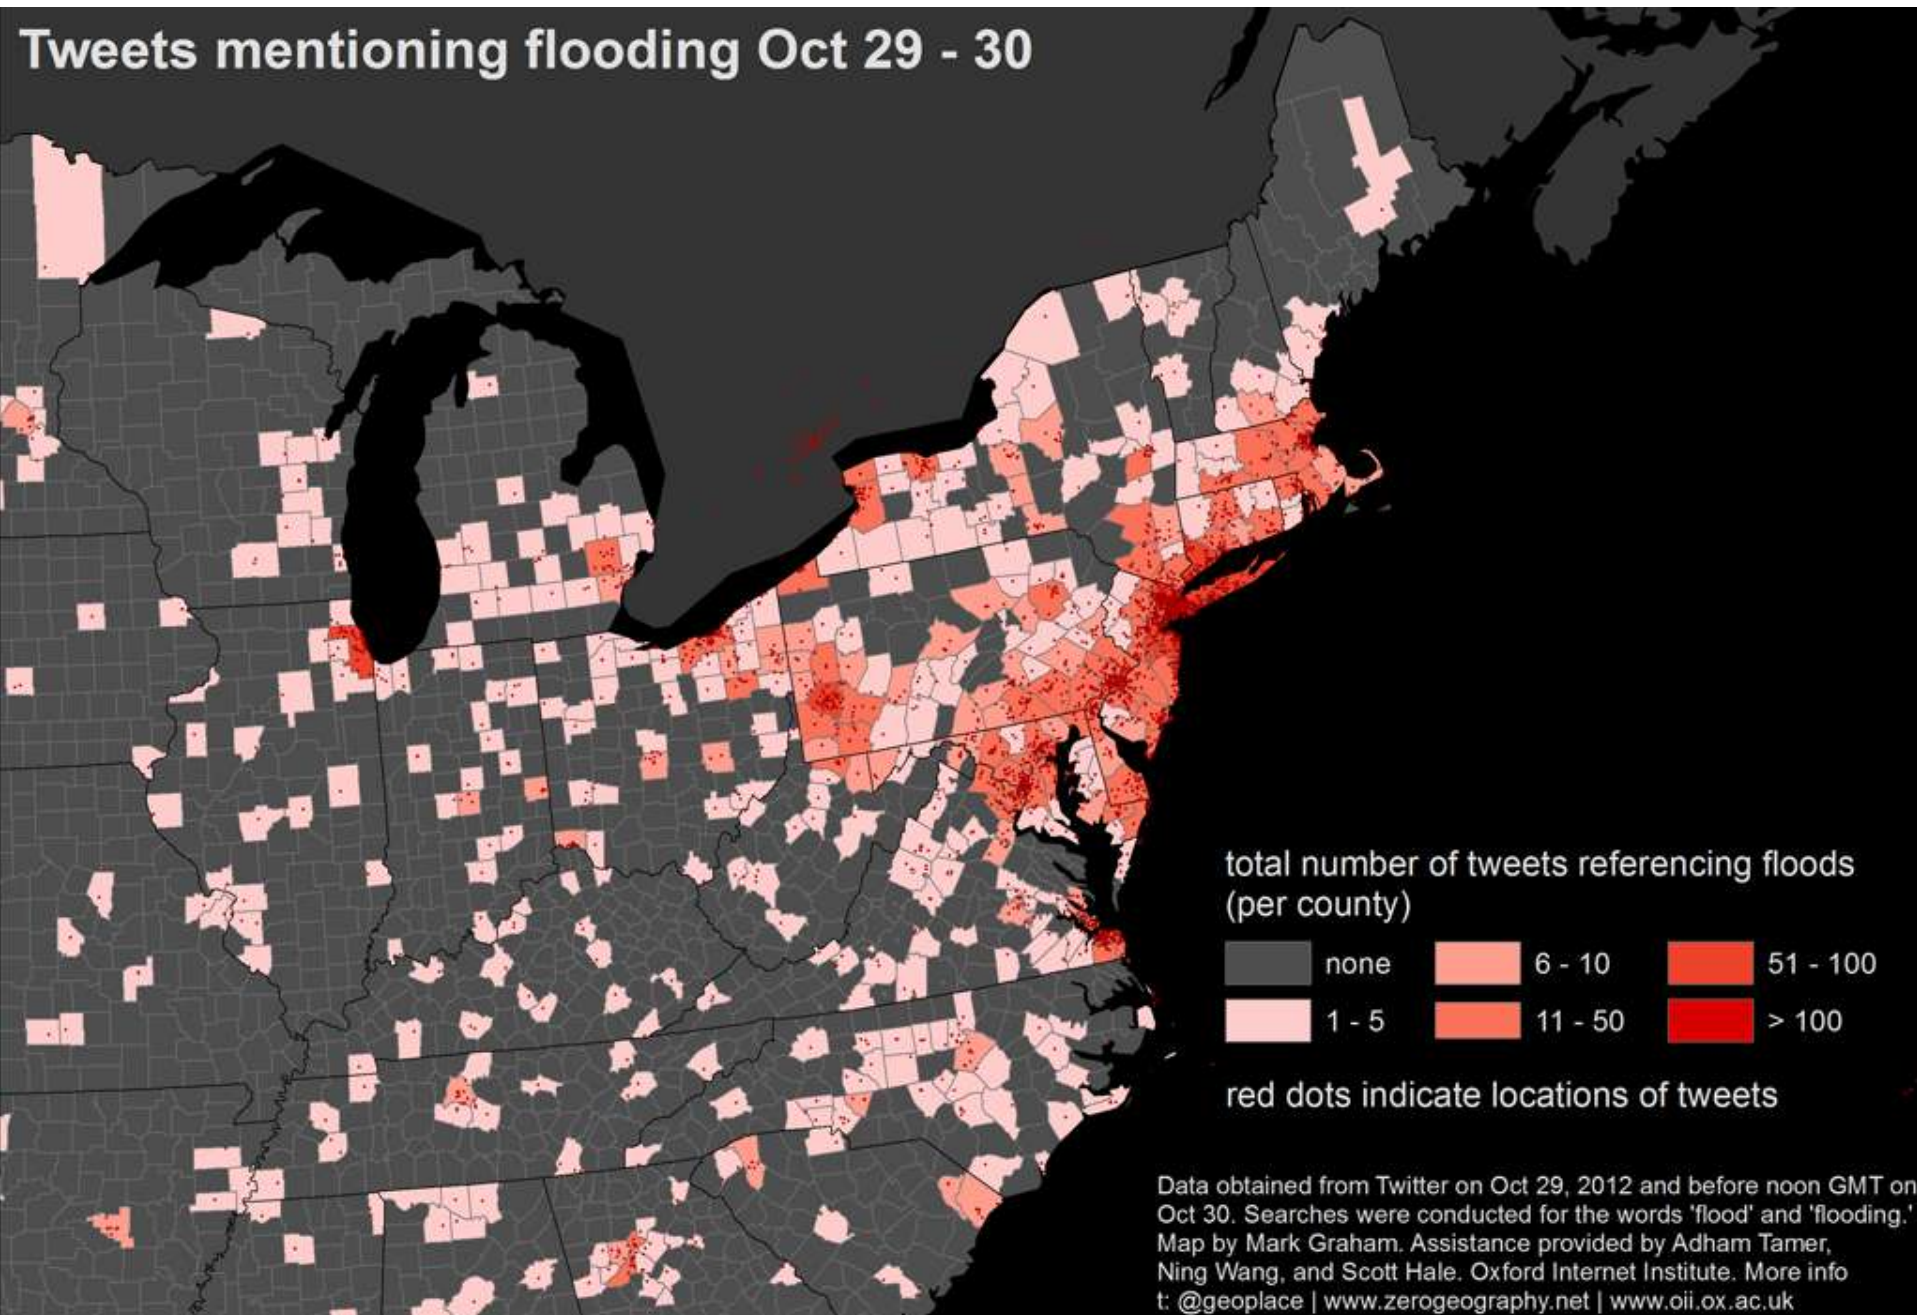 Tweets mentioning flooding Oct 29 - 30
total number of tweets referencing floods
(per county)
none
6 - 10
51 - 100
1 - 5
11 - 50
> 100
red dots indicate locations of tweets
Data obtained from Twitter on Oct 29, 2012 and before noon GMT on
Oct 30. Searches were conducted for the words 'flood' and 'flooding.'
Map by Mark Graham. Assistance provided by Adham Tamer,
Ning Wang, and Scott Hale. Oxford Internet Institute. More info
t: @geoplace | www.zerogeography.net | www.oii.ox.ac.uk